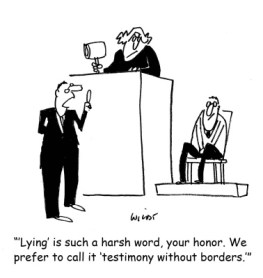 "'Lying' is such a harsh word, your honor. We
prefer to call it 'testimony without borders.'"